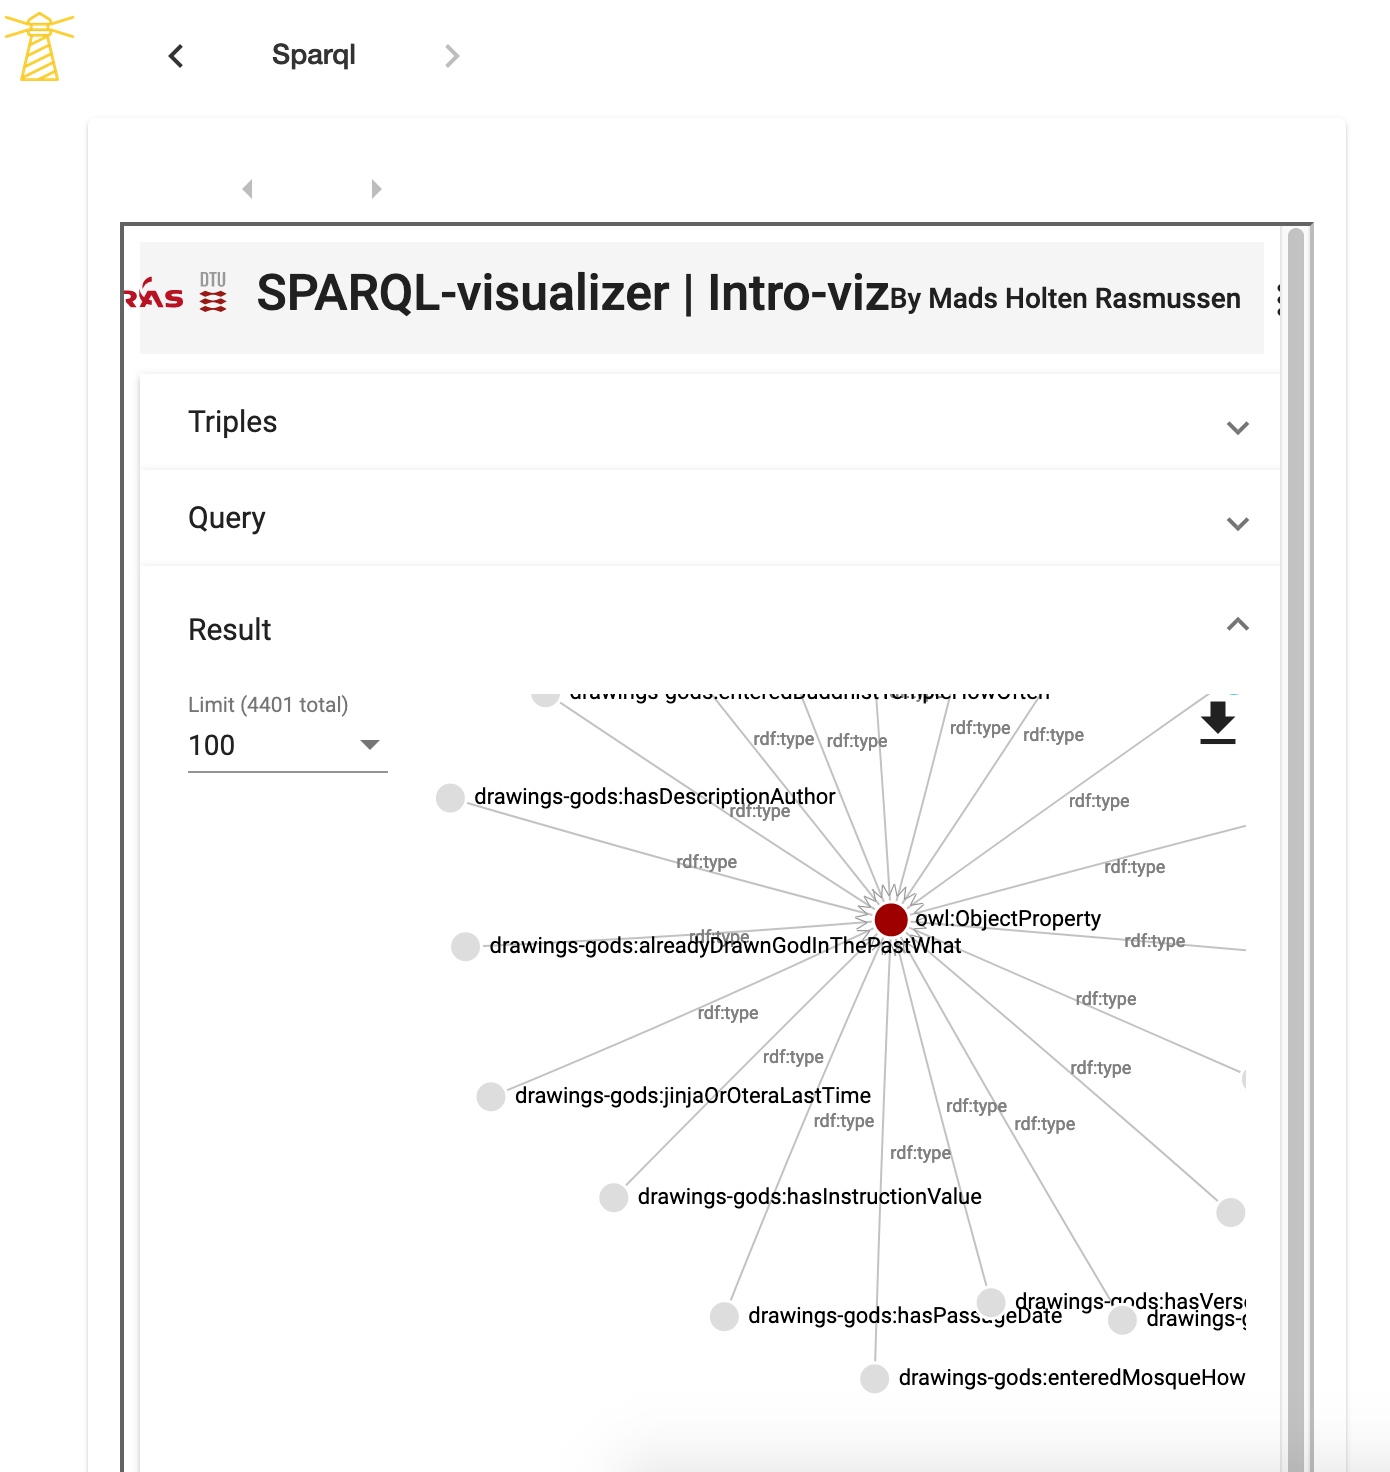 Sparql
DTU
SPARQL-visualizer | Intro-viz
By Mads Holten Rasmussen
Triples
Query
Result
Limit (4401 total)
100
drawings-gods:enteredBuddhistTempleHowOften
rdf:type
rdf:type
rdf:type
rdf:type
drawings-gods:hasDescriptionAuthor
rdf:type
rdf:type
rdf:type
rdf:type
owl:ObjectProperty
rdf:type
drawings-gods:alreadyDrawnGodInThePastWhat
rdf:type
rdf:type
rdf:type
rdf:type
rdf:type
drawings-gods:jinjaOrOteraLastTime
rdf:type
rdf:type
rdf:type
rdf:type
drawings-gods:hasInstructionValue
drawings-gods:hasVers
drawings-gods:hasPassageDate
drawings-g
drawings-gods:enteredMosqueHow